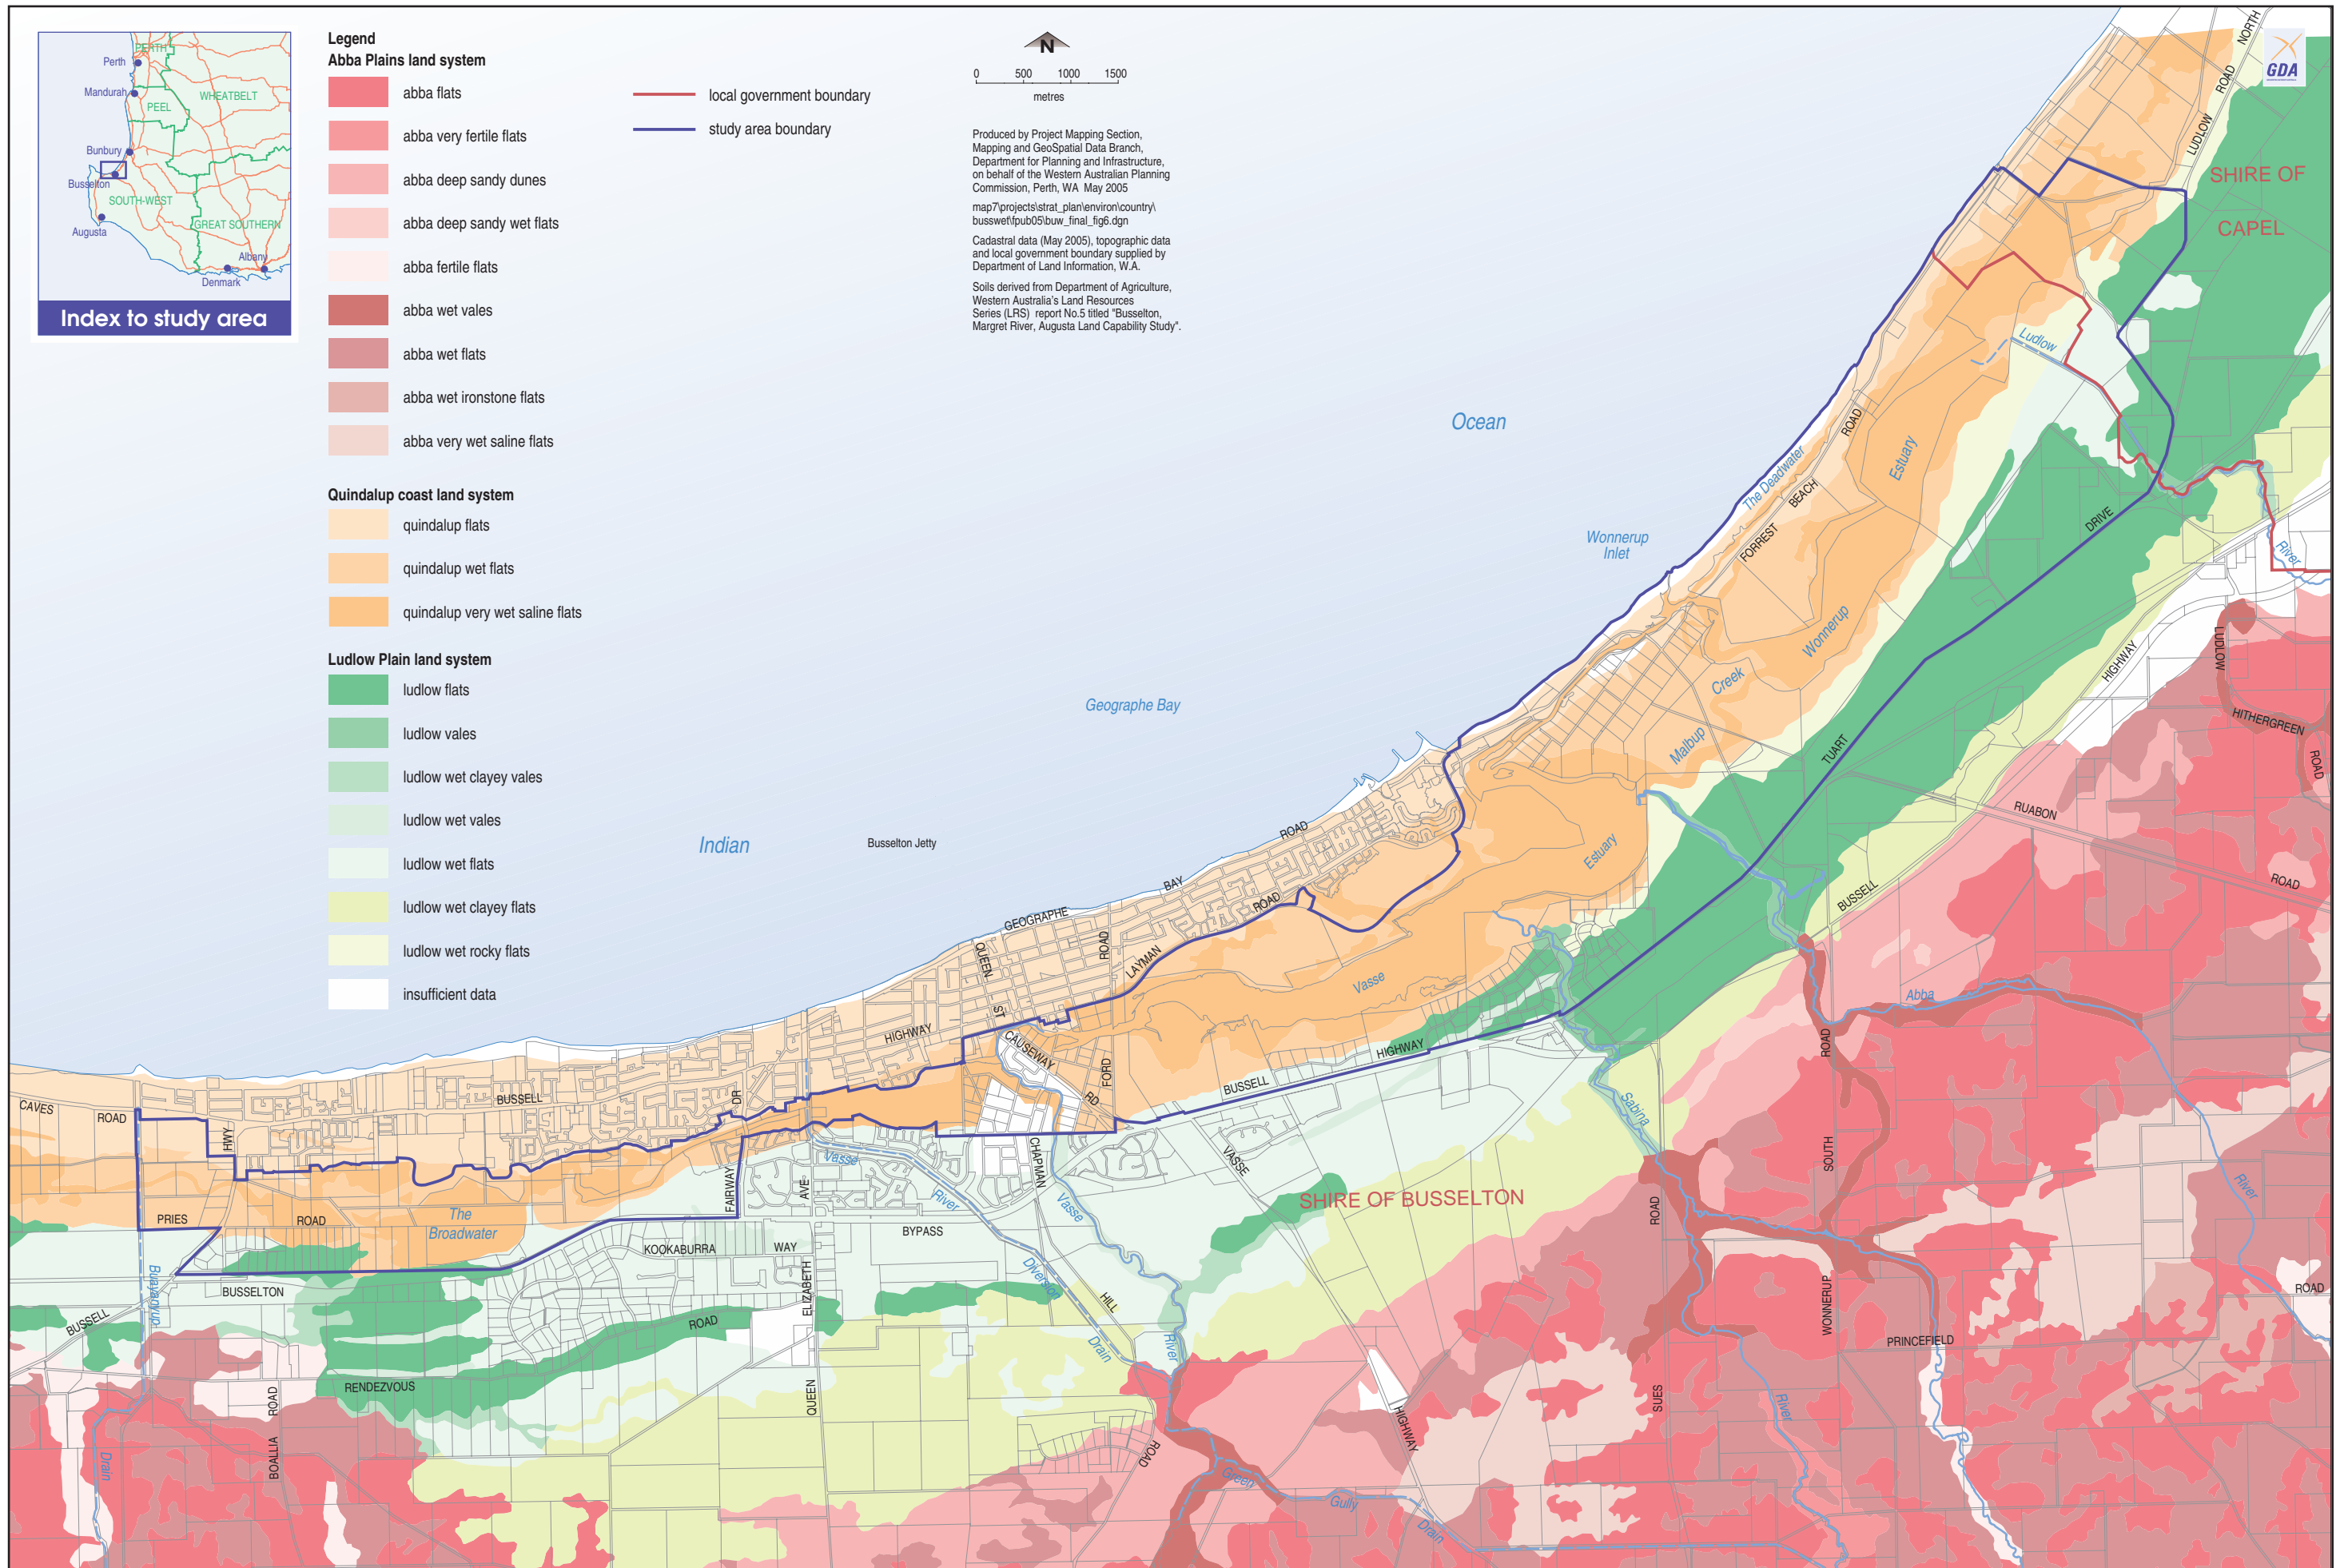 PERTH
Perth
Mandurah
PEEL
WHEATBELT
Bunbury
Busselton
SOUTH-WEST
GREAT SOUTHERN
Augusta
Albany
Denmark
Index to study area
Legend
Abba Plains land system
abba flats
abba very fertile flats
abba deep sandy dunes
abba deep sandy wet flats
abba fertile flats
abba wet vales
abba wet flats
abba wet ironstone flats
abba very wet saline flats
Quindalup coast land system
quindalup flats
quindalup wet flats
quindalup very wet saline flats
Ludlow Plain land system
ludlow flats
ludlow vales
ludlow wet clayey vales
ludlow wet vales
ludlow wet flats
ludlow wet clayey flats
ludlow wet rocky flats
insufficient data
local government boundary
study area boundary
N
0 500 1000 1500
metres
Produced by Project Mapping Section,
Mapping and GeoSpatial Data Branch,
Department for Planning and Infrastructure,
on behalf of the Western Australian Planning
Commission, Perth, WA May 2005
map7\projects\strat_plan\environ\country\
busswet\fpub05\buw_final_fig6.dgn
Cadastral data (May 2005), topographic data
and local government boundary supplied by
Department of Land Information, W.A.
Soils derived from Department of Agriculture,
Western Australia's Land Resources
Series (LRS) report No.5 titled "Busselton,
Margret River, Augusta Land Capability Study".
GDA
NORTH
ROAD
LUDLOW
SHIRE OF
CAPEL
Ludlow
Ocean
ROAD
Estuary
The Deadwater
BEACH
FORREST
DRIVE
Wonnerup
Inlet
River
Wonnerup
LUDLOW
HIGHWAY
Creek
Geographe Bay
HITHERGREEN
ROAD
Malbup
TUART
RUABON
ROAD
Indian
Busselton Jetty
ROAD
Estuary
BUSSELL
BAY
ROAD
GEOGRAPHE
QUEEN
ST
ROAD
LAYMAN
Vasse
Abba
HIGHWAY
CAUSEWAY
RD
FORD
HIGHWAY
BUSSELL
ROAD
CAVES
ROAD
HWY
BUSSELL
DR
Sabina
SOUTH
Vasse
CHAPMAN
VASSE
FAIRWAY
AVE
River
Vasse
SHIRE OF BUSSELTON
ROAD
River
PRIES
ROAD
The
Broadwater
BYPASS
KOOKABURRA
WAY
Buayanyup
BUSSELTON
ELIZABETH
Diversion
HILL
WONNERUP
ROAD
BUSSELL
ROAD
Drain
River
PRINCEFIELD
RENDEZVOUS
ROAD
QUEEN
SUES
River
HIGHWAY
BOALLIA
Drain
ROAD
Green
Gully
Drain